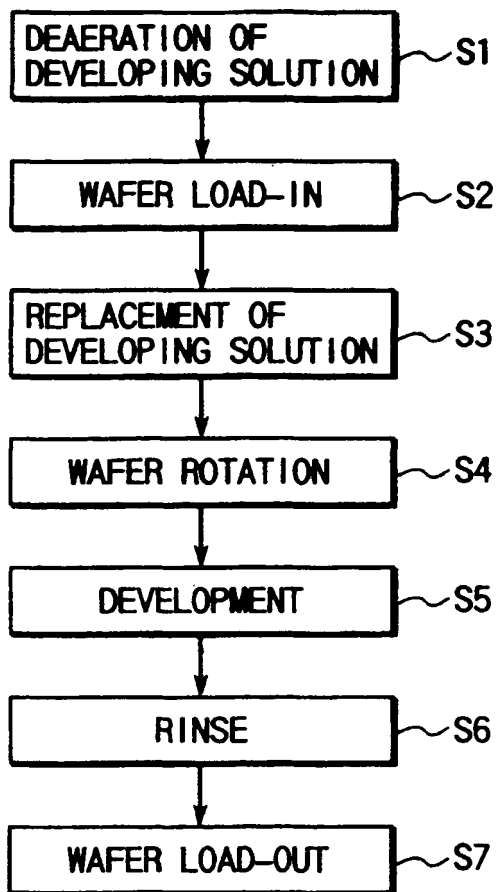 DEAERATION OF
DEVELOPING SOLUTION
S1
WAFER LOAD-IN
S2
REPLACEMENT OF
DEVELOPING SOLUTION
S3
WAFER ROTATION
S4
DEVELOPMENT
S5
RINSE
S6
WAFER LOAD-OUT
S7